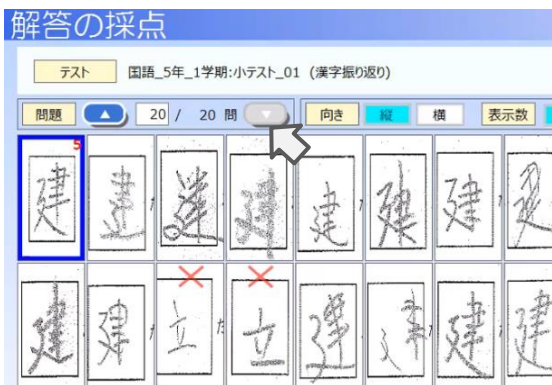 解答の採点
テスト 国語_5年_1学期:小テスト_01 (漢字振り返り)
問題 ▲ 20 / 20 問 ▼ 向き 縦 横 表示数
5
建 建 建 建 建 建
建 建 立 立 建 建 建 建